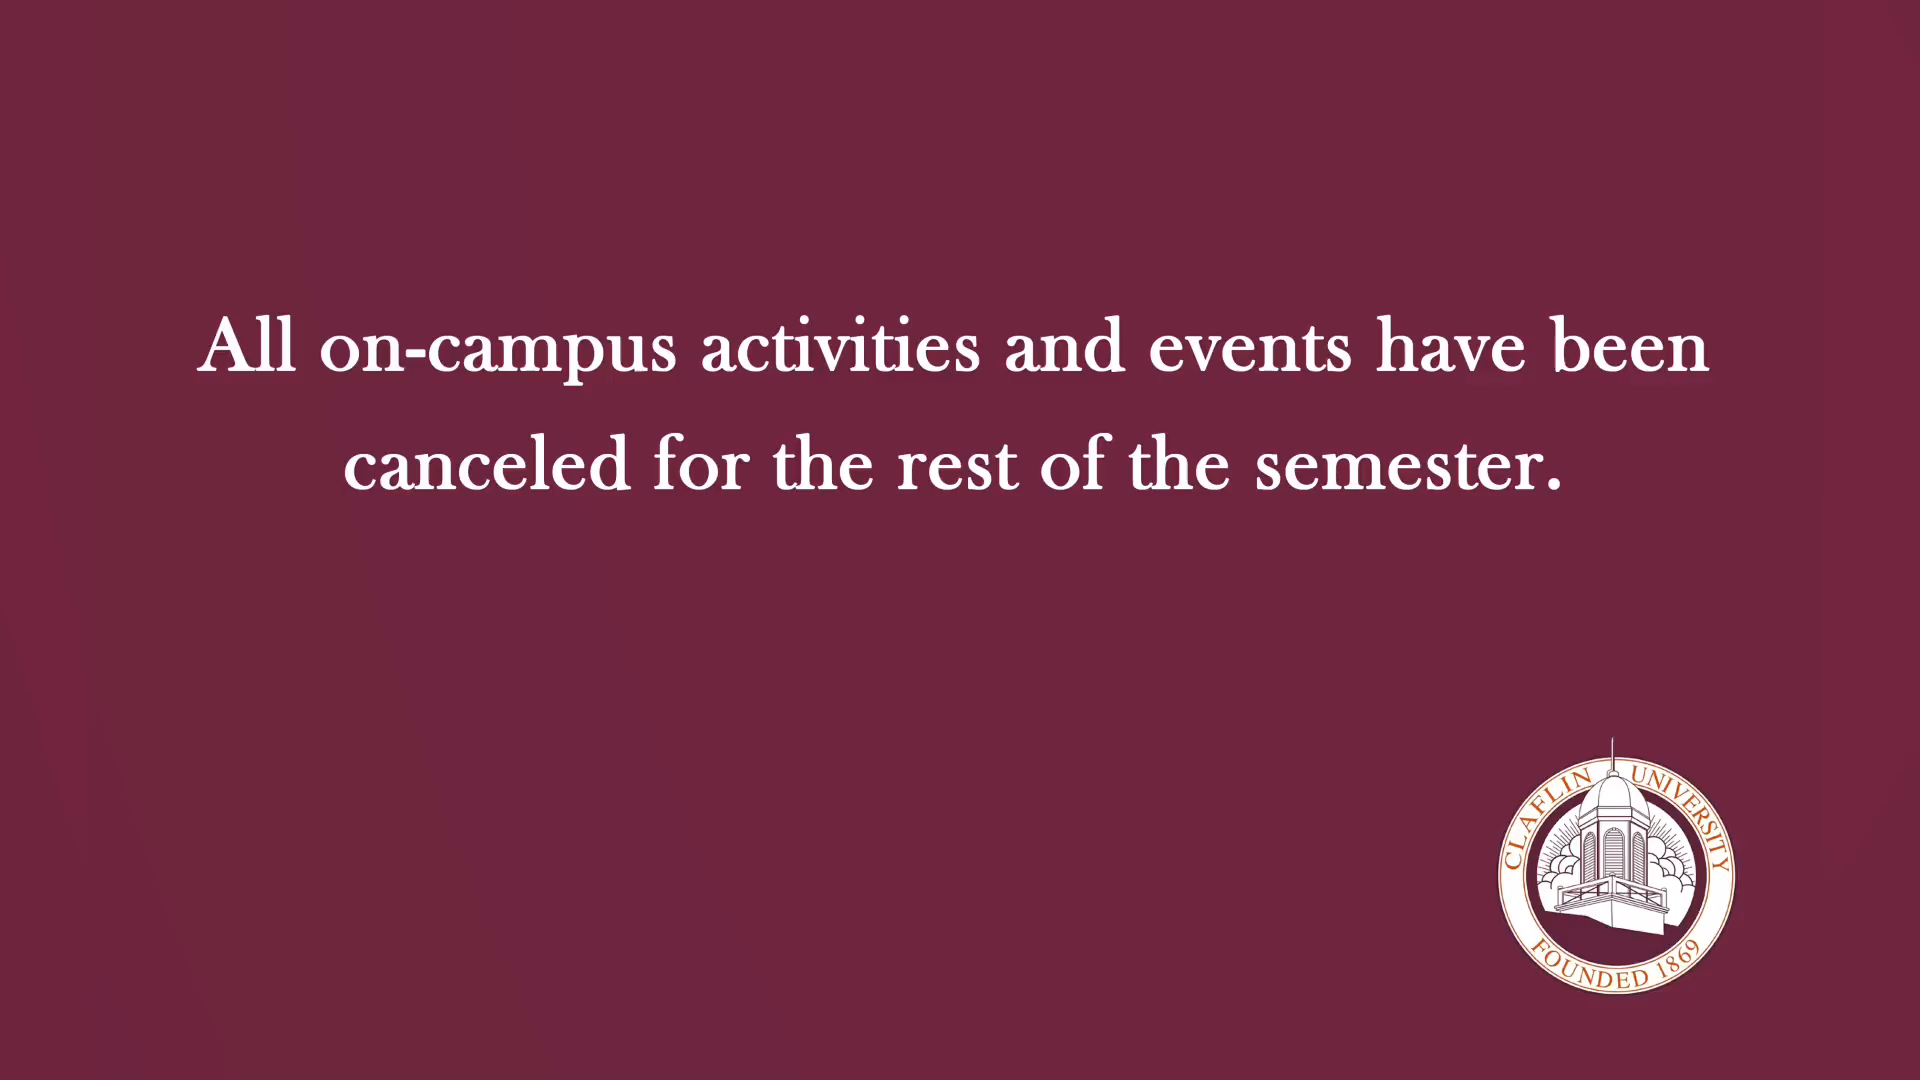 All on-campus activities and events have been
canceled for the rest of the semester.
CLAFLIN UNIVERSITY
FOUNDED 1869